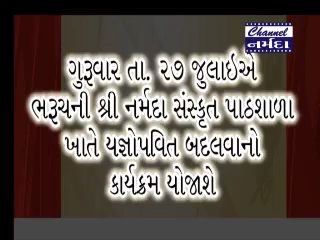 Channel
નર્મદા
ગુરૂવાર તા. ૨૭ જુલાઇએ
ભરૂચની શ્રી નર્મદા સંસ્કૃત પાઠશાળા
ખાતે યજ્ઞોપવિત બદલવાનો
કાર્યક્રમ યોજાશે